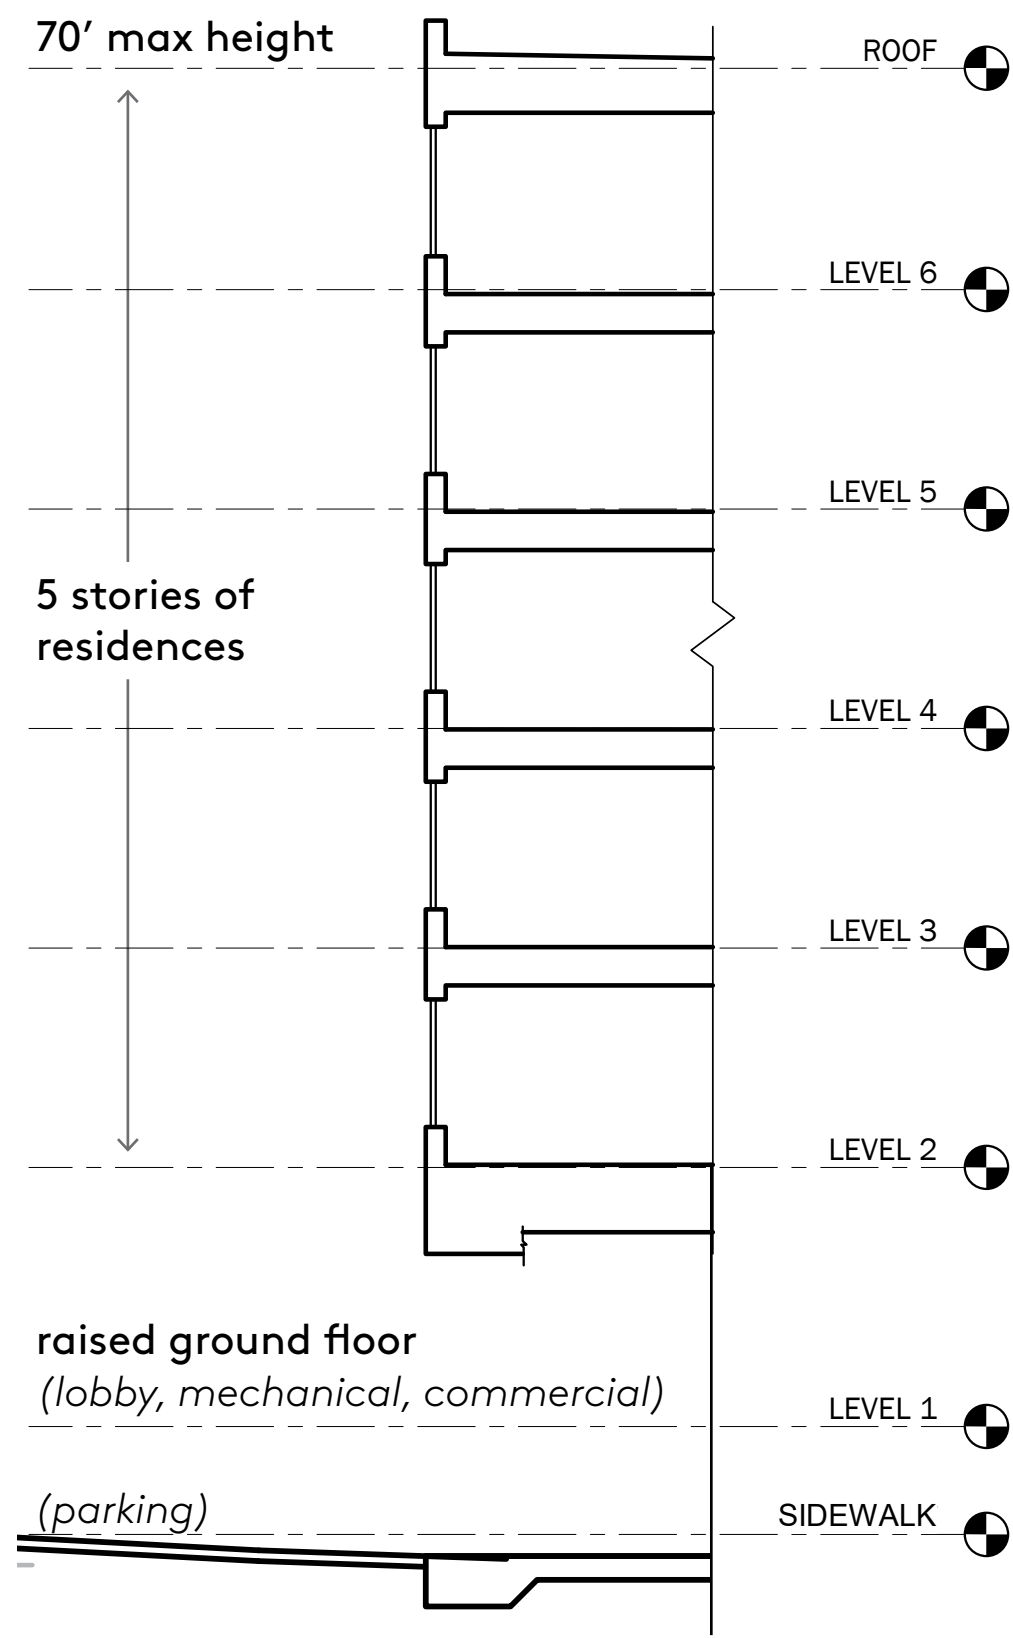 70’ max height
ROOF
LEVEL 6
LEVEL 5
5 stories of
residences
LEVEL 4
LEVEL 3
LEVEL 2
raised ground floor
(lobby, mechanical, commercial)
LEVEL 1
(parking)
SIDEWALK